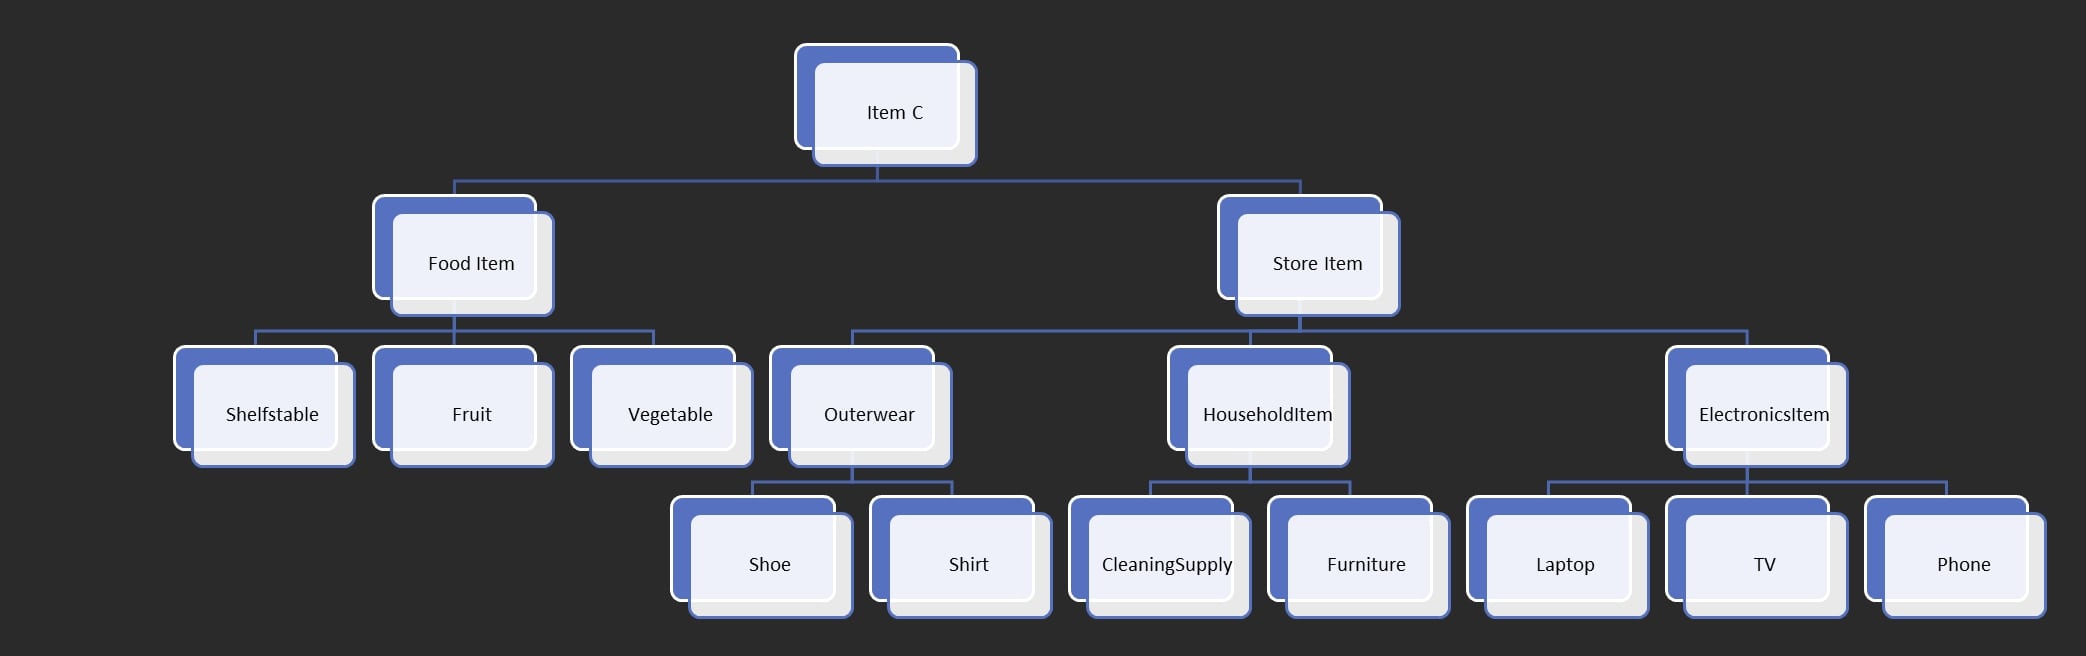 Item C
Food Item
Store Item
Shelfstable
Fruit
Vegetable
Outerwear
HouseholdItem
ElectronicsItem
Shoe
Shirt
CleaningSupply
Furniture
Laptop
TV
Phone